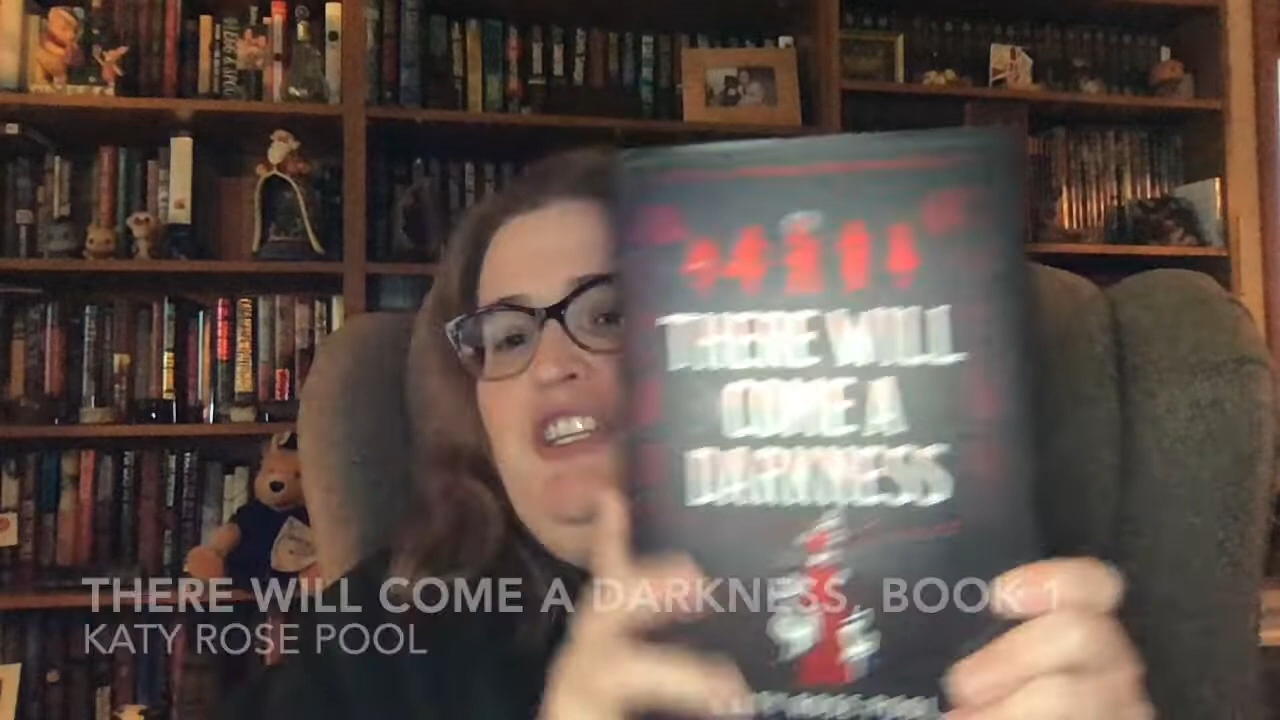 THERE WILL
COME A
DARKNESS
THERE WILL COME A DARKNESS, BOOK 1
KATY ROSE POOL